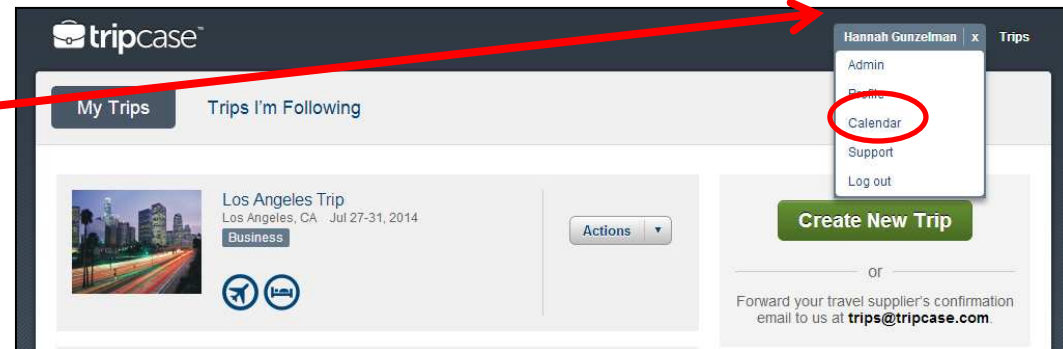 tripcase™
Hannah Gunzelman x Trips
Admin
Profile
Calendar
Support
Log out
My Trips
Trips I'm Following
Los Angeles Trip
Los Angeles, CA Jul 27-31, 2014
Business
Actions
Create New Trip
or
Forward your travel supplier's confirmation
email to us at trips@tripcase.com.